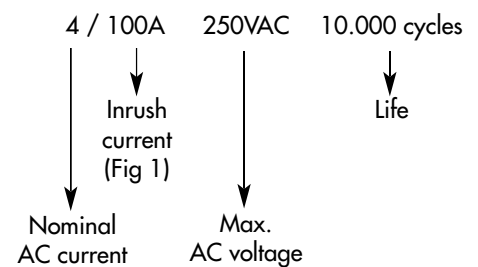 4 / 100A 250VAC 10.000 cycles
Inrush
current
(Fig 1)
Life
Nominal
AC current
Max.
AC voltage